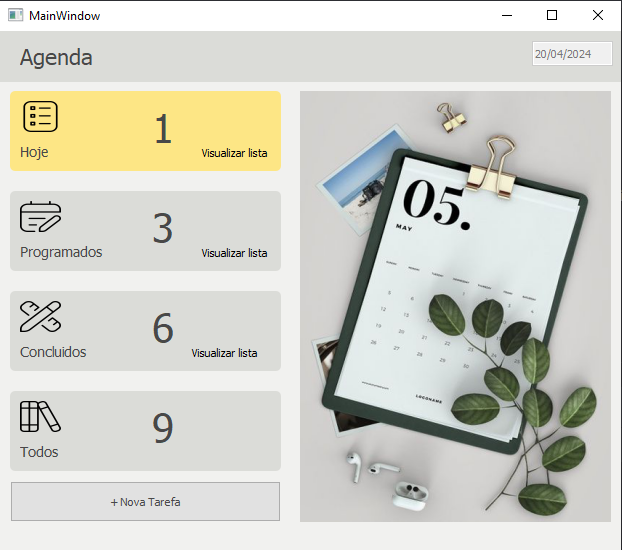 MainWindow
Agenda
20/04/2024
1
Hoje
Visualizar lista
3
Programados
Visualizar lista
6
Concluidos
Visualizar lista
9
Todos
+ Nova Tarefa
05.
MAY
LOGONAME